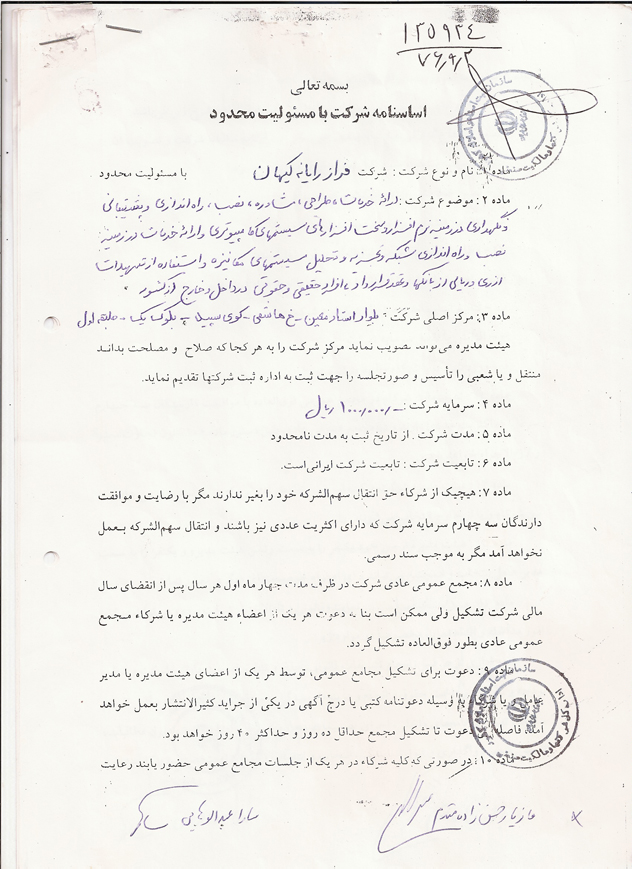 ۱۳۵۹۳۴
۷۶٫۹٫۲
بسمه تعالی
اساسنامه شرکت با مسئولیت محدود
ماده ۱: نام و نوع شرکت : شرکت فراز رایانه کیهان با مسئولیت محدود
ماده ۲ : موضوع شرکت : ارائه خدمات ، طراحی ، مشاوره ، نصب ، راه اندازی و پشتیبانی
و نگهداری در زمینه نرم افزار و سخت افزارهای سیستمهای کامپیوتری و ارائه خدمات در زمینه
نصب و راه اندازی شبکه و تجزیه و تحلیل سیستمهای مکانیزه و استفاده از تسهیلات
ارزی و ریالی از بانکها و عقد قرارداد با افراد حقیقی و حقوقی در داخل و خارج از کشور
ماده ۳: مرکز اصلی شرکت : بلوار استاد معین - خ هاشمی - کوی سپید - بلوک یک - طبقه اول
هیئت مدیره می‌تواند تصویب نماید مرکز شرکت را به هر کجا که صلاح و مصلحت بداند
منتقل و یا شعبی را تأسیس و صورتجلسه را جهت ثبت به اداره ثبت شرکتها تقدیم نماید.
ماده ۴ : سرمایه شرکت : ۱۰۰۰٫۰۰۰ ریال
ماده ۵ : مدت شرکت : از تاریخ ثبت به مدت نامحدود
ماده ۶ : تابعیت شرکت : تابعیت شرکت ایرانی‌است.
ماده ۷: هیچیک از شرکاء حق انتقال سهم‌الشرکه خود را بغیر ندارند مگر با رضایت و موافقت
دارندگان سه چهارم سرمایه شرکت که دارای اکثریت عددی نیز باشند و انتقال سهم‌الشرکه بعمل
نخواهد آمد مگر به موجب سند رسمی.
ماده ۸: مجمع عمومی عادی شرکت در ظرف مدت چهار ماه اول هر سال پس از انقضای سال
مالی شرکت تشکیل ولی ممکن است بنا به دعوت هر یک از اعضاء هیئت مدیره یا شرکاء مجمع
عمومی عادی بطور فوق‌العاده تشکیل گردد.
ماده ۹ : دعوت برای تشکیل مجامع عمومی، توسط هر یک از اعضای هیئت مدیره یا مدیر
عامل و یا شرکاء به وسیله دعوتنامه کتبی یا درج آگهی در یکی از جراید کثیرالانتشار بعمل خواهد
آمد، فاصله دعوت تا تشکیل مجمع حداقل ده روز و حداکثر ۴۰ روز خواهد بود.
ماده ۱۰: در صورتی که کلیه شرکاء در هر یک از جلسات مجامع عمومی حضور یابند رعایت
مازیار حسن زاده مقدم
سارا عبدالوهابی